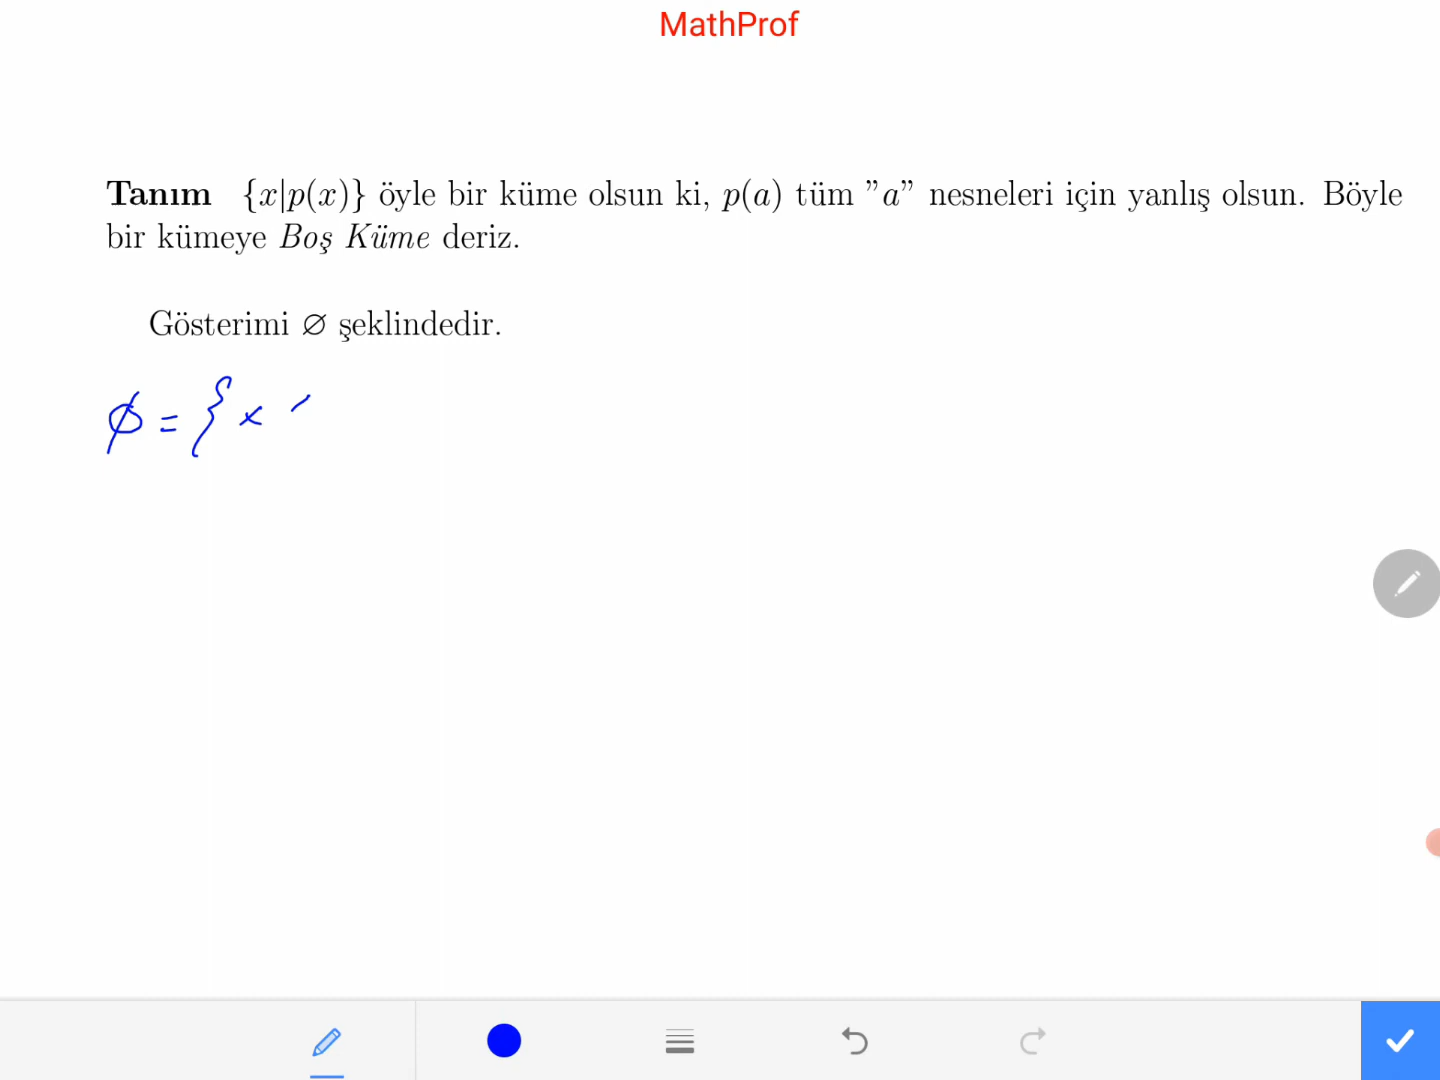 MathProf
Tanım {x|p(x)} öyle bir küme olsun ki, p(a) tüm ”a” nesneleri için yanlış olsun. Böyle
bir kümeye Boş Küme deriz.
Gösterimi ∅ şeklindedir.
∅ = { x